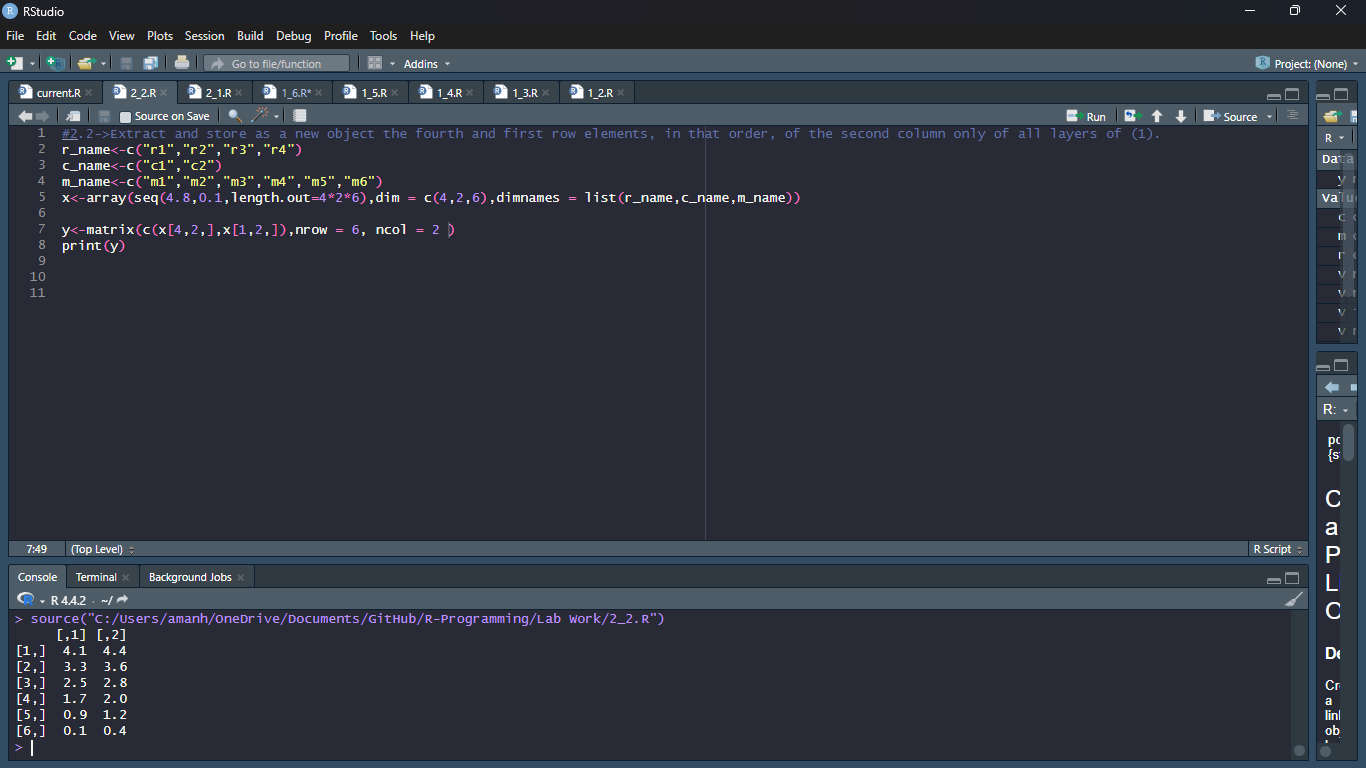 RStudio
File Edit Code View Plots Session Build Debug Profile Tools Help
Go to file/function Addins Project: (None)
current.R 2_2.R 2_1.R 1_6.R* 1_5.R 1_4.R 1_3.R 1_2.R
Source on Save Run Source
1 #2.2->Extract and store as a new object the fourth and first row elements, in that order, of the second column only of all layers of (1).
2 r_name<-c("r1","r2","r3","r4")
3 c_name<-c("c1","c2")
4 m_name<-c("m1","m2","m3","m4","m5","m6")
5 x<-array(seq(4.8,0.1,length.out=4*2*6),dim = c(4,2,6),dimnames = list(r_name,c_name,m_name))
6
7 y<-matrix(c(x[4,2,],x[1,2,]),nrow = 6, ncol = 2 )
8 print(y)
9
10
11
7:49 (Top Level) R Script
Console Terminal Background Jobs
R 4.4.2 · ~/
> source("C:/Users/amanh/OneDrive/Documents/GitHub/R-Programming/Lab Work/2_2.R")
[,1] [,2]
[1,] 4.1 4.4
[2,] 3.3 3.6
[3,] 2.5 2.8
[4,] 1.7 2.0
[5,] 0.9 1.2
[6,] 0.1 0.4
>
R
Data
y
R:
C
a
P
L
C
a